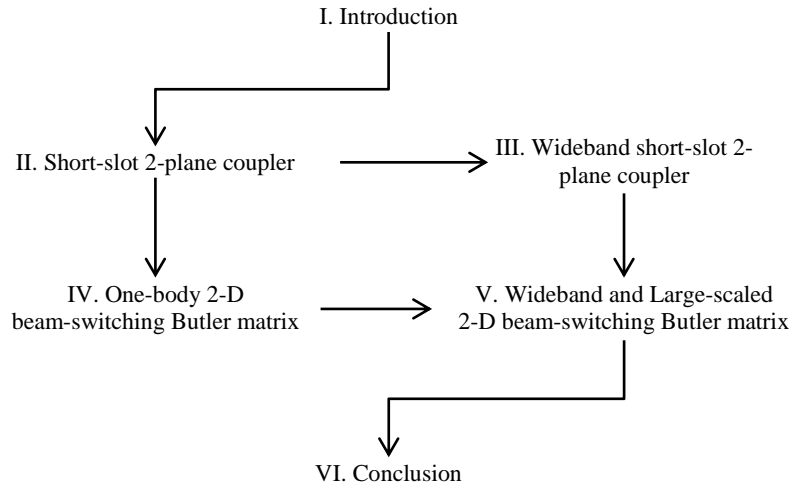 I. Introduction
II. Short-slot 2-plane coupler
III. Wideband short-slot 2-
plane coupler
IV. One-body 2-D
beam-switching Butler matrix
V. Wideband and Large-scaled
2-D beam-switching Butler matrix
VI. Conclusion